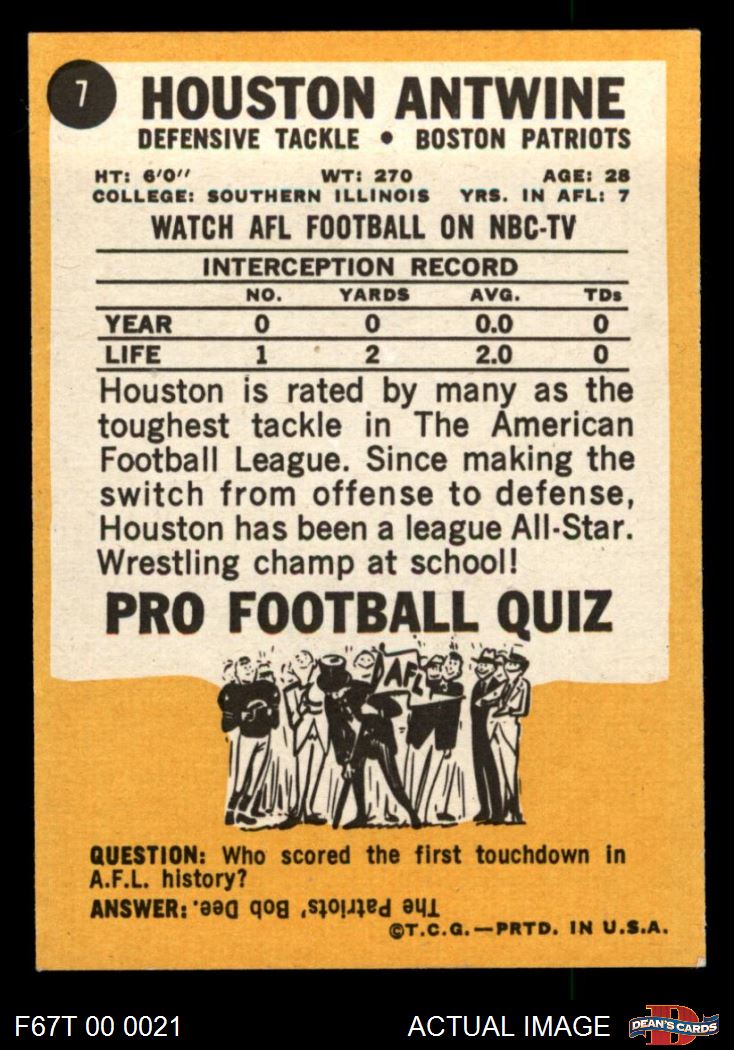 7
HOUSTON ANTWINE
DEFENSIVE TACKLE • BOSTON PATRIOTS
HT: 6'0'' WT: 270 AGE: 28
COLLEGE: SOUTHERN ILLINOIS YRS. IN AFL: 7
WATCH AFL FOOTBALL ON NBC-TV
INTERCEPTION RECORD
NO. YARDS AVG. TDs
YEAR 0 0 0.0 0
LIFE 1 2 2.0 0
Houston is rated by many as the
toughest tackle in The American
Football League. Since making the
switch from offense to defense,
Houston has been a league All-Star.
Wrestling champ at school!
PRO FOOTBALL QUIZ
AFL
QUESTION: Who scored the first touchdown in
A.F.L. history?
ANSWER: The Patriots' Bob Dee.
©T.C.G.—PRTD. IN U.S.A.
F67T 00 0021 ACTUAL IMAGE
D
DEAN'S CARDS